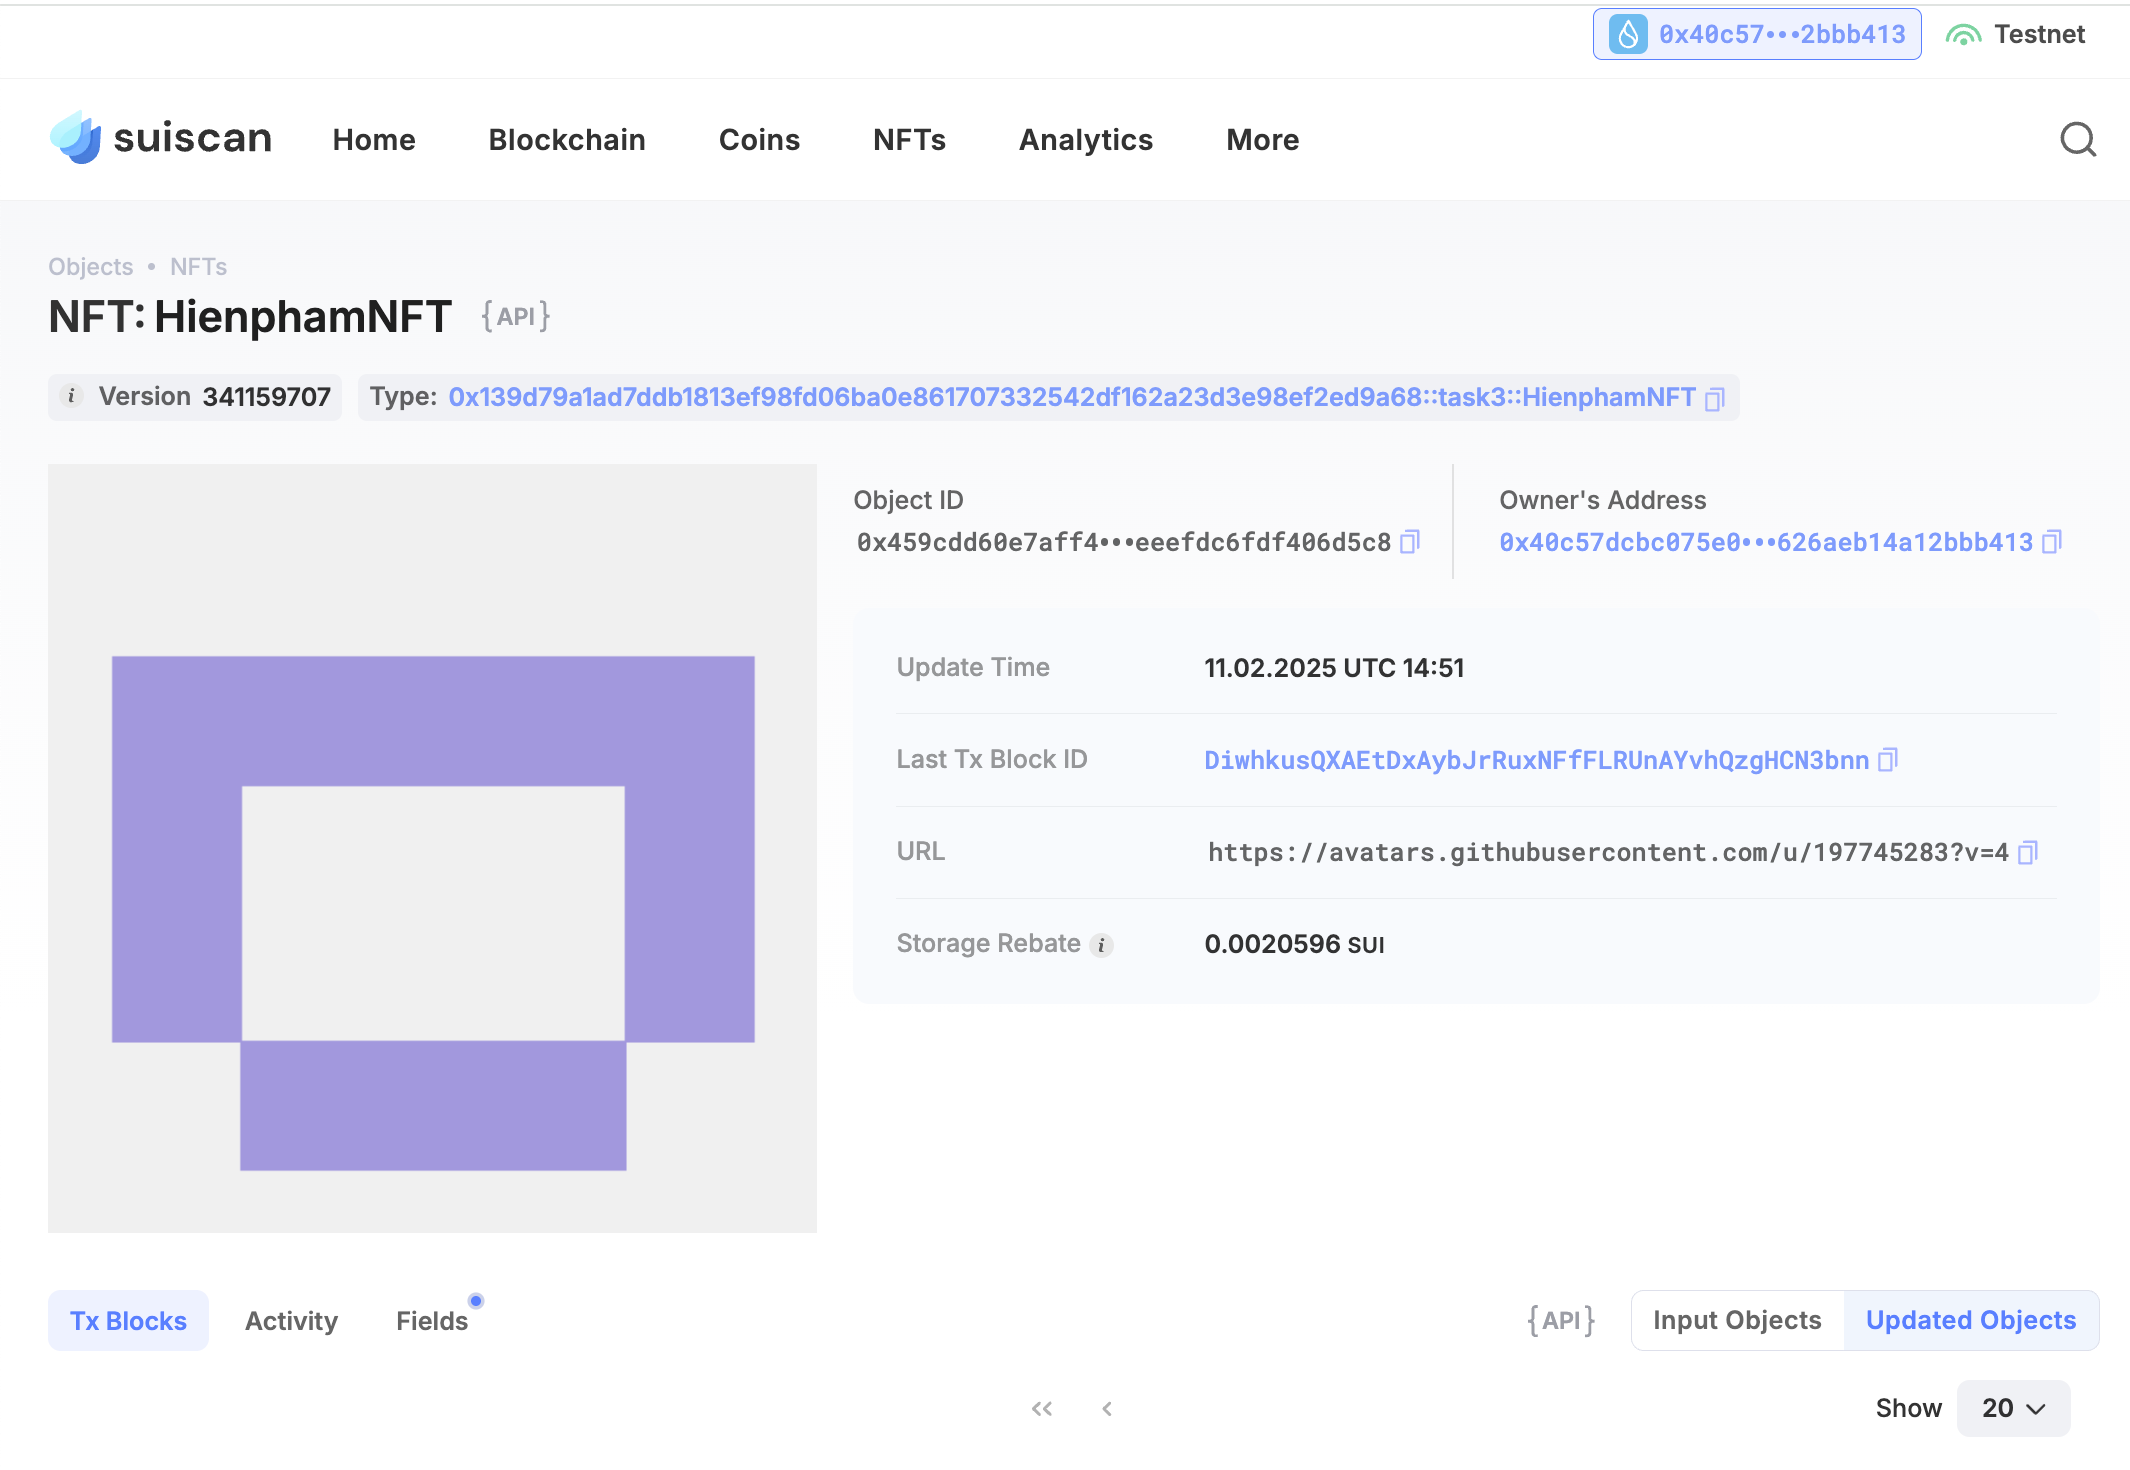 0x40c57•••2bbb413 Testnet
suiscan Home Blockchain Coins NFTs Analytics More
Objects • NFTs
NFT: HienphamNFT {API}
i Version 341159707 Type: 0x139d79a1ad7ddb1813ef98fd06ba0e861707332542df162a23d3e98ef2ed9a68::task3::HienphamNFT
Object ID Owner's Address
0x459cdd60e7aff4•••eeefdc6fdf406d5c8 0x40c57dcbc075e0•••626aeb14a12bbb413
Update Time 11.02.2025 UTC 14:51
Last Tx Block ID DiwhkusQXAEtDxAybJrRuxNFfFLRUnAYvhQzgHCN3bnn
URL https://avatars.githubusercontent.com/u/197745283?v=4
Storage Rebate i 0.0020596 SUI
Tx Blocks Activity Fields {API} Input Objects Updated Objects
Show 20